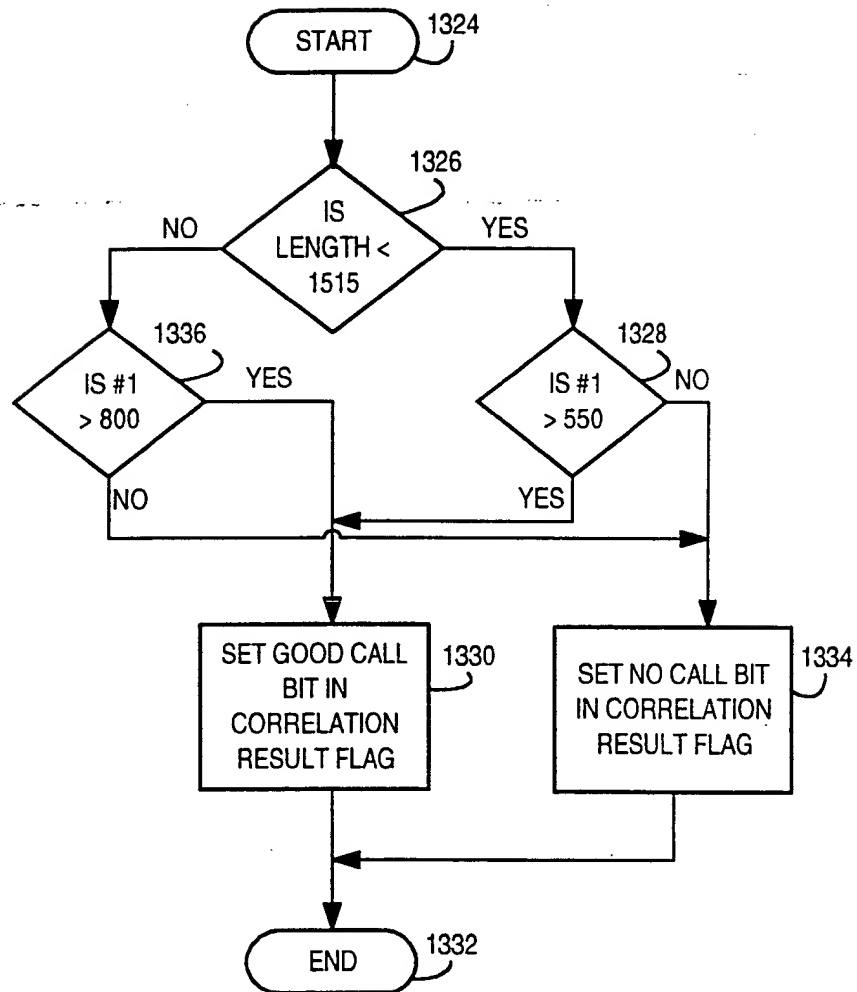 START
1324
1326
IS
LENGTH <
1515
NO
YES
1336
IS #1
> 800
YES
NO
1328
IS #1
> 550
NO
YES
SET GOOD CALL
BIT IN
CORRELATION
RESULT FLAG
1330
SET NO CALL BIT
IN CORRELATION
RESULT FLAG
1334
END
1332